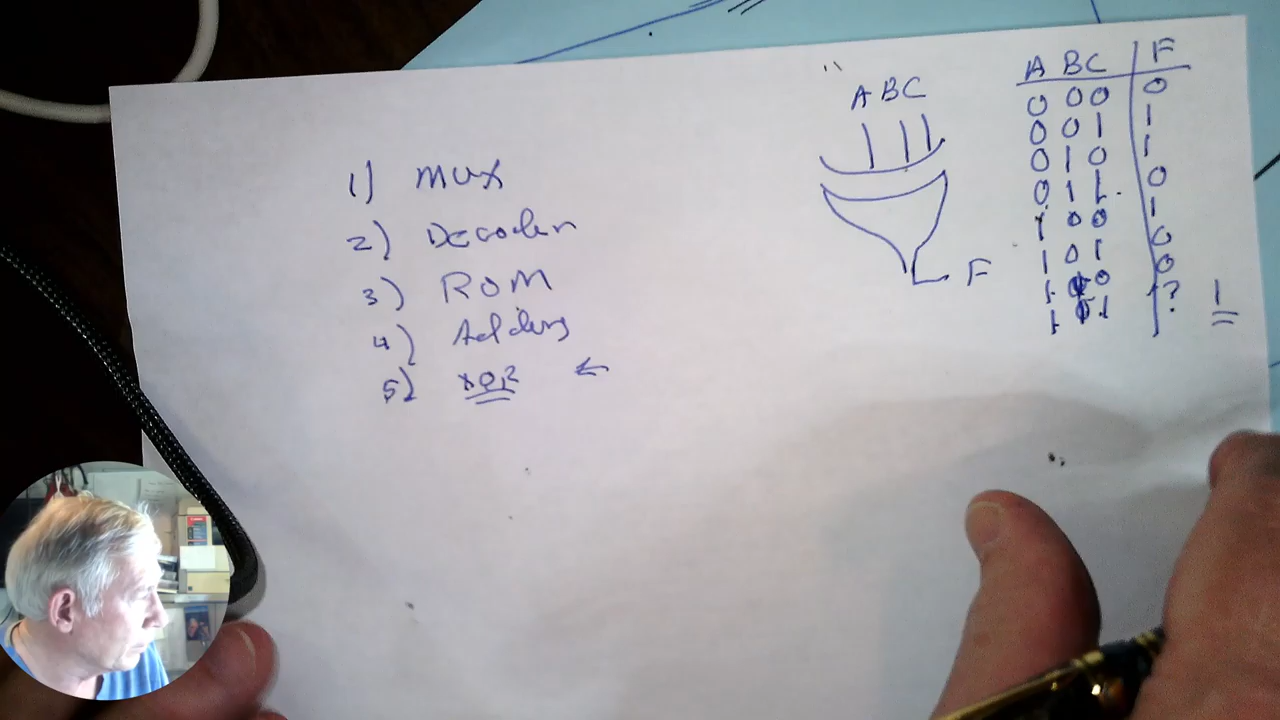 1) MUX
2) Decoder
3) ROM
4) Adders
5) XOR ←
A B C
F
A B C | F
0 0 0 0
0 0 1 1
0 1 0 1
0 1 1 0
1 0 0 1
1 0 1 0
1 1 0 0
1 1 1 ? 1